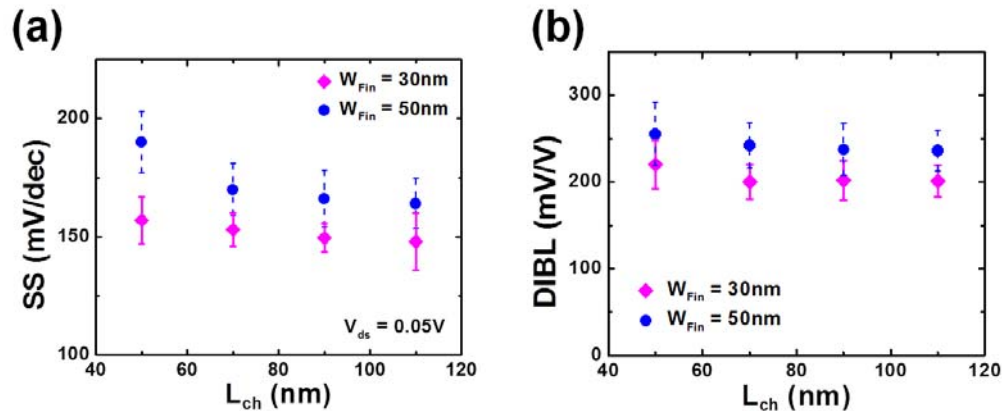 (a)
SS (mV/dec)
200
150
100
W_Fin = 30nm
W_Fin = 50nm
V_ds = 0.05V
40 60 80 100 120
L_ch (nm)
(b)
DIBL (mV/V)
300
200
100
0
W_Fin = 30nm
W_Fin = 50nm
40 60 80 100 120
L_ch (nm)